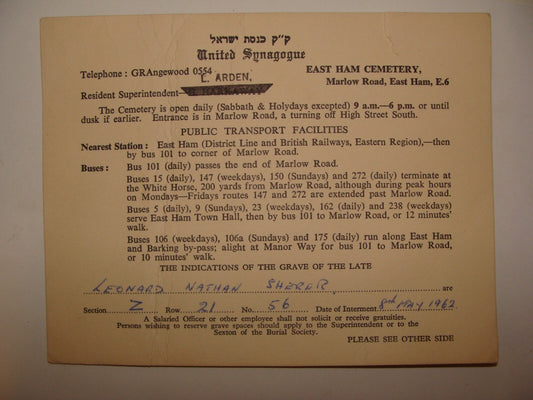 ק״ק כנסת ישראל
United Synagogue
Telephone : GRAngewood 0554
EAST HAM CEMETERY,
L. ARDEN.
Marlow Road, East Ham, E.6
Resident Superintendent—
The Cemetery is open daily (Sabbath & Holydays excepted) 9 a.m.—6 p.m. or until
dusk if earlier. Entrance is in Marlow Road, a turning off High Street South.
PUBLIC TRANSPORT FACILITIES
Nearest Station : East Ham (District Line and British Railways, Eastern Region),—then
by bus 101 to corner of Marlow Road.
Buses : Bus 101 (daily) passes the end of Marlow Road.
Buses 15 (daily), 147 (weekdays), 150 (Sundays) and 272 (daily) terminate at
the White Horse, 200 yards from Marlow Road, although during peak hours
on Mondays—Fridays routes 147 and 272 are extended past Marlow Road.
Buses 5 (daily), 9 (Sundays), 23 (weekdays), 162 (daily) and 238 (weekdays)
serve East Ham Town Hall, then by bus 101 to Marlow Road, or 12 minutes'
walk.
Buses 106 (weekdays), 106a (Sundays) and 175 (daily) run along East Ham
and Barking by-pass; alight at Manor Way for bus 101 to Marlow Road,
or 10 minutes' walk.
THE INDICATIONS OF THE GRAVE OF THE LATE
LEONARD NATHAN SHERER are
Section Z Row 21 No. 56 Date of Interment 8th MAY 1962.
A Salaried Officer or other employee shall not solicit or receive gratuities.
Persons wishing to reserve grave spaces should apply to the Superintendent or to the
Sexton of the Burial Society.
PLEASE SEE OTHER SIDE